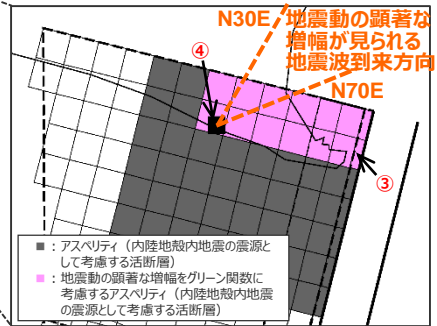 N30E 地震動の顕著な
増幅が見られる
地震波到来方向
④
N70E
③
■：アスペリティ（内陸地殻内地震の震源と
して考慮する活断層）
■：地震動の顕著な増幅をグリーン関数に
考慮するアスペリティ（内陸地殻内地震
の震源として考慮する活断層）